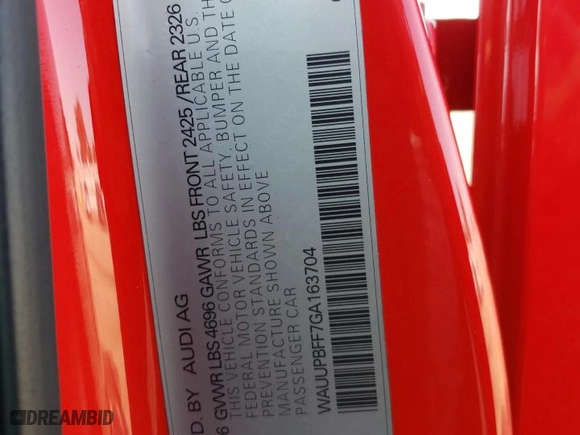 D. BY AUDI AG
6 GVWR LBS 4696 GAWR LBS FRONT 2425 /REAR 2326
THIS VEHICLE CONFORMS TO ALL APPLICABLE U.S.
FEDERAL MOTOR VEHICLE SAFETY, BUMPER AND TH
PREVENTION STANDARDS IN EFFECT ON THE DATE O
MANUFACTURE SHOWN ABOVE
PASSENGER CAR
WAUUPBFF7GA163704
DREAMBID